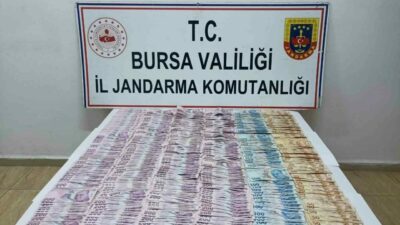 T.C.
BURSA VALİLİĞİ
İL JANDARMA KOMUTANLIĞI